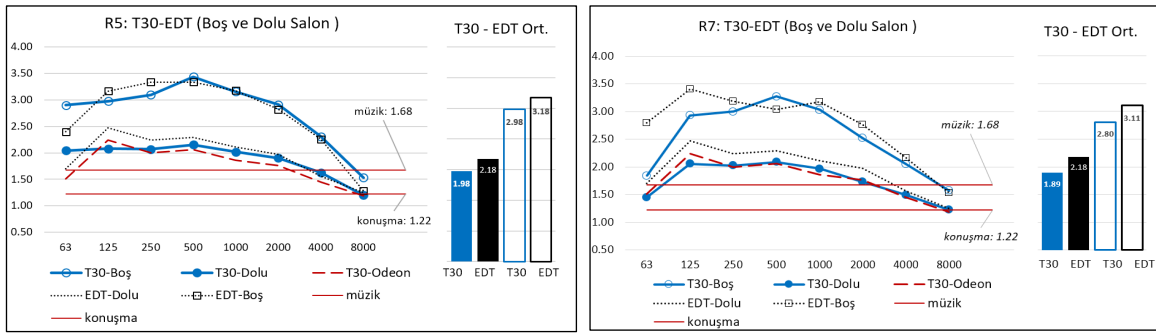 R5: T30-EDT (Boş ve Dolu Salon )
T30 - EDT Ort.
4.00
3.50
3.00
2.50
2.00
1.50
1.00
0.50
müzik: 1.68
konuşma: 1.22
63 125 250 500 1000 2000 4000 8000
1.98 2.18 2.98 3.18
T30 EDT T30 EDT
T30-Boş T30-Dolu T30-Odeon
EDT-Dolu EDT-Boş müzik
konuşma
R7: T30-EDT (Boş ve Dolu Salon )
T30 - EDT Ort.
4.00
3.50
3.00
2.50
2.00
1.50
1.00
0.50
müzik: 1.68
konuşma: 1.22
63 125 250 500 1000 2000 4000 8000
1.89 2.18 2.80 3.11
T30 EDT T30 EDT
T30-Boş T30-Dolu T30-Odeon
EDT-Dolu EDT-Boş müzik
konuşma